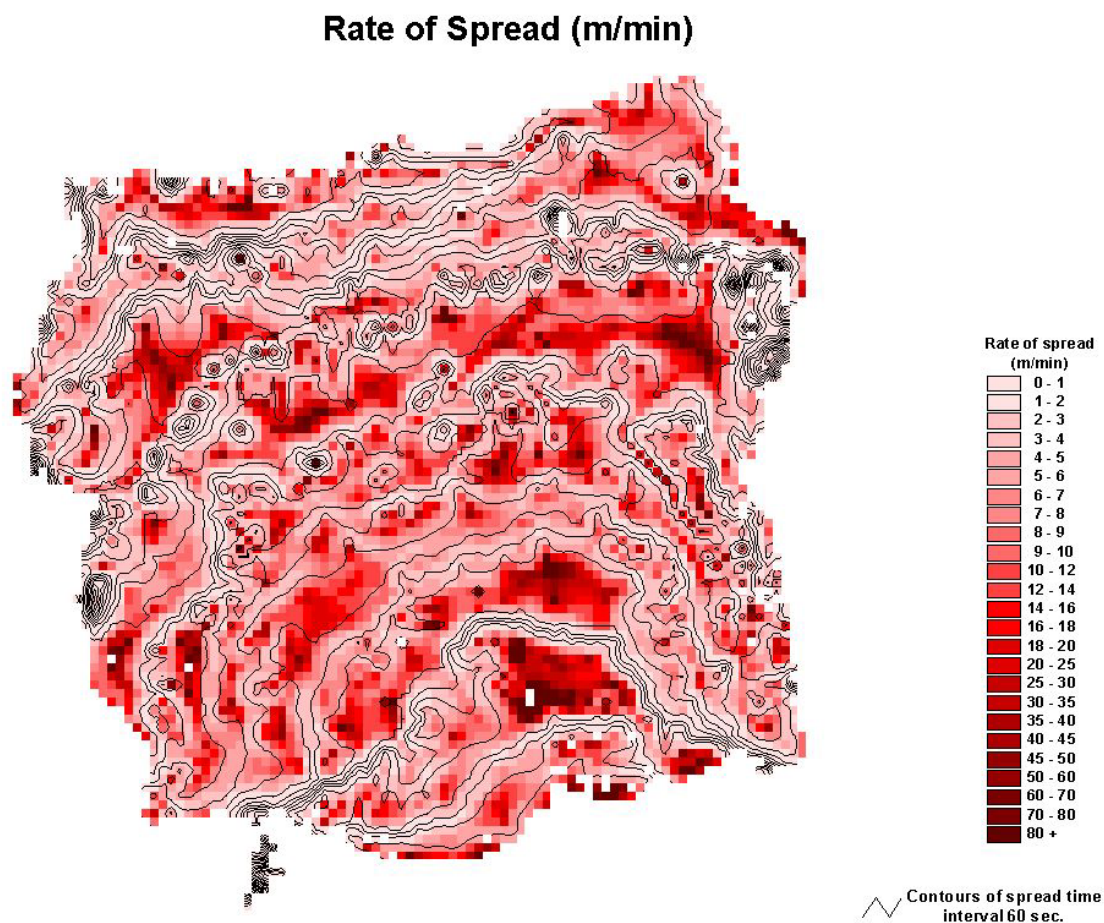 Rate of Spread (m/min)
Rate of spread
(m/min)
0 - 1
1 - 2
2 - 3
3 - 4
4 - 5
5 - 6
6 - 7
7 - 8
8 - 9
9 - 10
10 - 12
12 - 14
14 - 16
16 - 18
18 - 20
20 - 25
25 - 30
30 - 35
35 - 40
40 - 45
45 - 50
50 - 60
60 - 70
70 - 80
80 +
Contours of spread time
interval 60 sec.